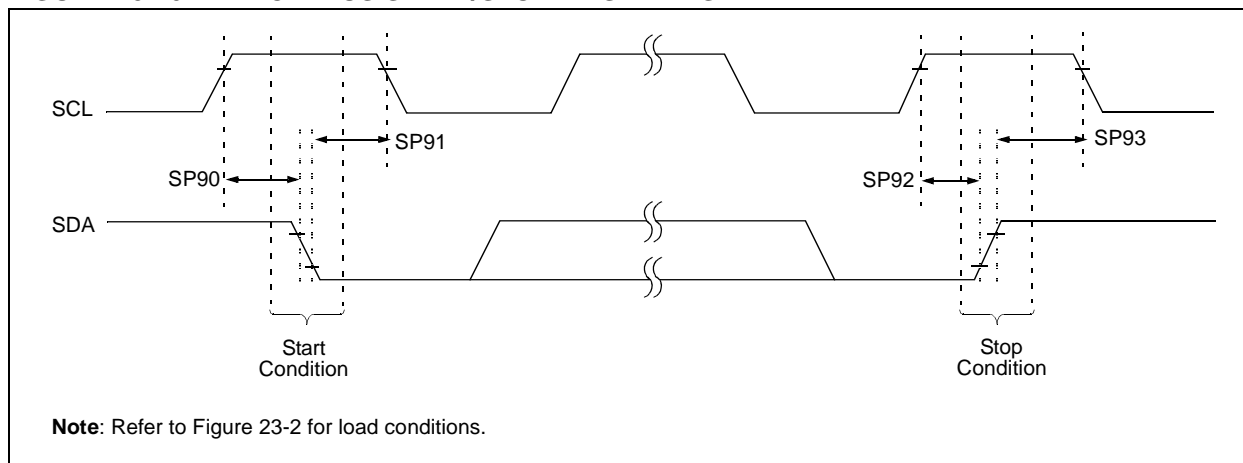 SCL
SP91
SP93
SP90
SP92
SDA
Start
Condition
Stop
Condition
Note: Refer to Figure 23-2 for load conditions.